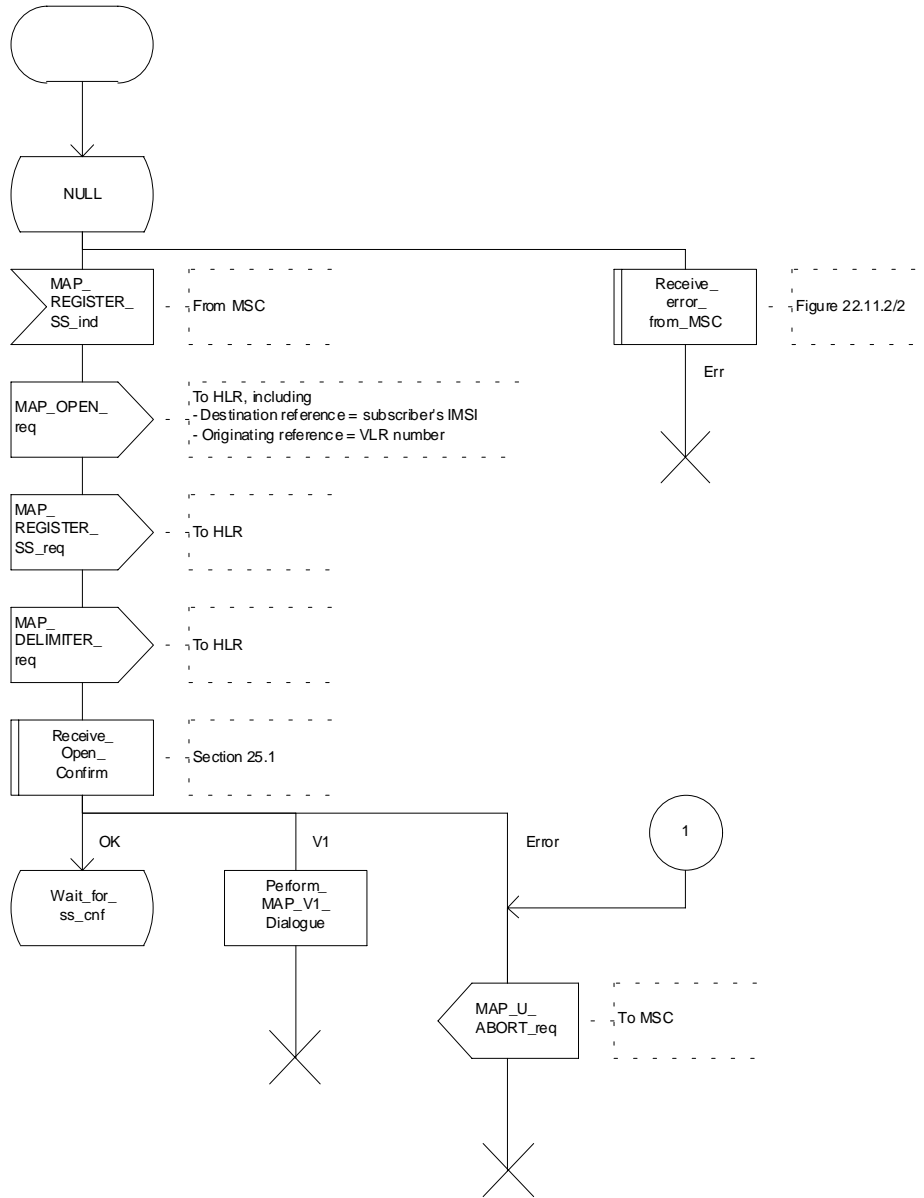 NULL
MAP_
REGISTER_
SS_ind
From MSC
Receive_
error_
from_MSC
Figure 22.11.2/2
Err
MAP_OPEN_
req
To HLR, including
- Destination reference = subscriber's IMSI
- Originating reference = VLR number
MAP_
REGISTER_
SS_req
To HLR
MAP_
DELIMITER_
req
To HLR
Receive_
Open_
Confirm
Section 25.1
OK
V1
Error
1
Wait_for_
ss_cnf
Perform_
MAP_V1_
Dialogue
MAP_U_
ABORT_req
To MSC